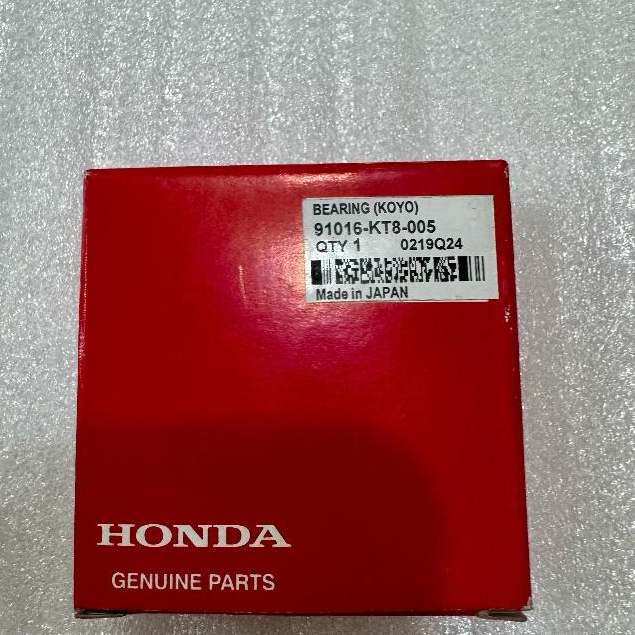 BEARING (KOYO)
91016-KT8-005
QTY 1 0219Q24
Made in JAPAN
HONDA
GENUINE PARTS